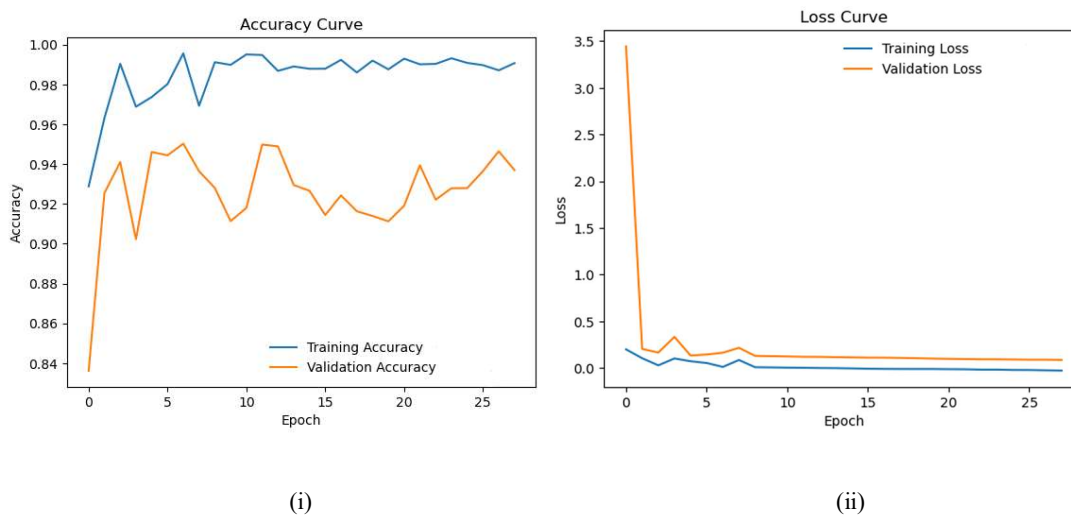 Accuracy Curve
1.00
0.98
0.96
0.94
0.92
0.90
0.88
0.86
0.84
Accuracy
Training Accuracy
Validation Accuracy
0 5 10 15 20 25
Epoch
(i)
Loss Curve
3.5
3.0
2.5
2.0
1.5
1.0
0.5
0.0
Loss
Training Loss
Validation Loss
0 5 10 15 20 25
Epoch
(ii)